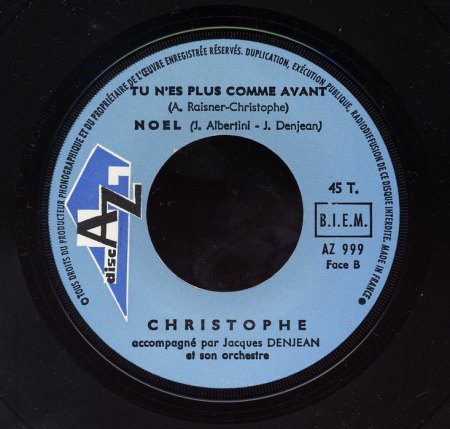 ●TOUS DROITS DU PRODUCTEUR PHONOGRAPHIQUE ET DU PROPRIÉTAIRE DE L'ŒUVRE ENREGISTRÉE RÉSERVÉS. DUPLICATION, EXÉCUTION PUBLIQUE, RADIODIFFUSION DE CE DISQUE INTERDITE. MADE IN FRANCE●
TU N'ES PLUS COMME AVANT
(A. Raisner-Christophe)
NOEL (J. Albertini - J. Denjean)
disc AZ
45 T.
B.I.E.M.
AZ 999
Face B
CHRISTOPHE
accompagné par Jacques DENJEAN
et son orchestre